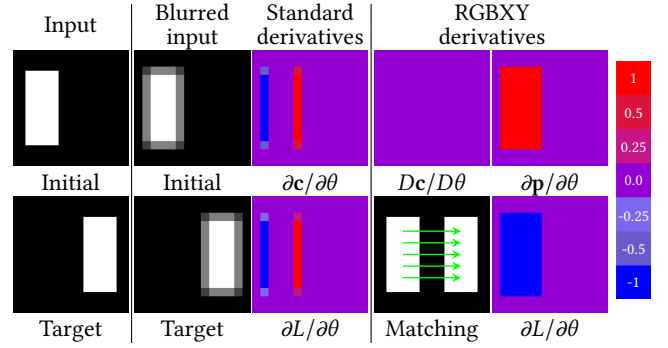 Input
Blurred input
Standard derivatives
RGBXY derivatives
Initial
Initial
∂c/∂θ
Dc/Dθ
∂p/∂θ
Target
Target
∂L/∂θ
Matching
∂L/∂θ
1
0.5
0.25
0.0
-0.25
-0.5
-1